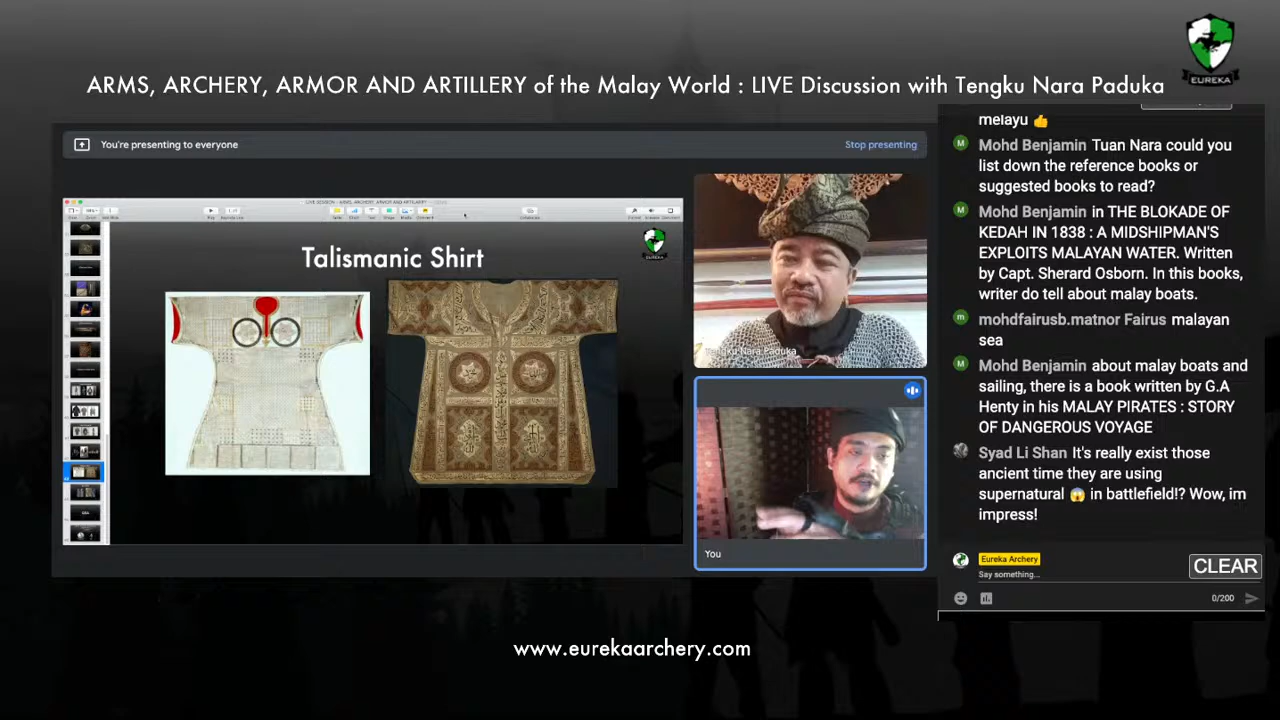 EUREKA
ARMS, ARCHERY, ARMOR AND ARTILLERY of the Malay World : LIVE Discussion with Tengku Nara Paduka
You're presenting to everyone
Stop presenting
Talismanic Shirt
EUREKA
Tengku Nara Paduka
You
melayu 👍
M
Mohd Benjamin Tuan Nara could you
list down the reference books or
suggested books to read?
M
Mohd Benjamin in THE BLOKADE OF
KEDAH IN 1838 : A MIDSHIPMAN'S
EXPLOITS MALAYAN WATER. Written
by Capt. Sherard Osborn. In this books,
writer do tell about malay boats.
m
mohdfairusb.matnor Fairus malayan
sea
M
Mohd Benjamin about malay boats and
sailing, there is a book written by G.A
Henty in his MALAY PIRATES : STORY
OF DANGEROUS VOYAGE
Syad Li Shan It's really exist those
ancient time they are using
supernatural 😱 in battlefield!? Wow, im
impress!
Eureka Archery
Say something...
CLEAR
0/200
www.eurekaarchery.com